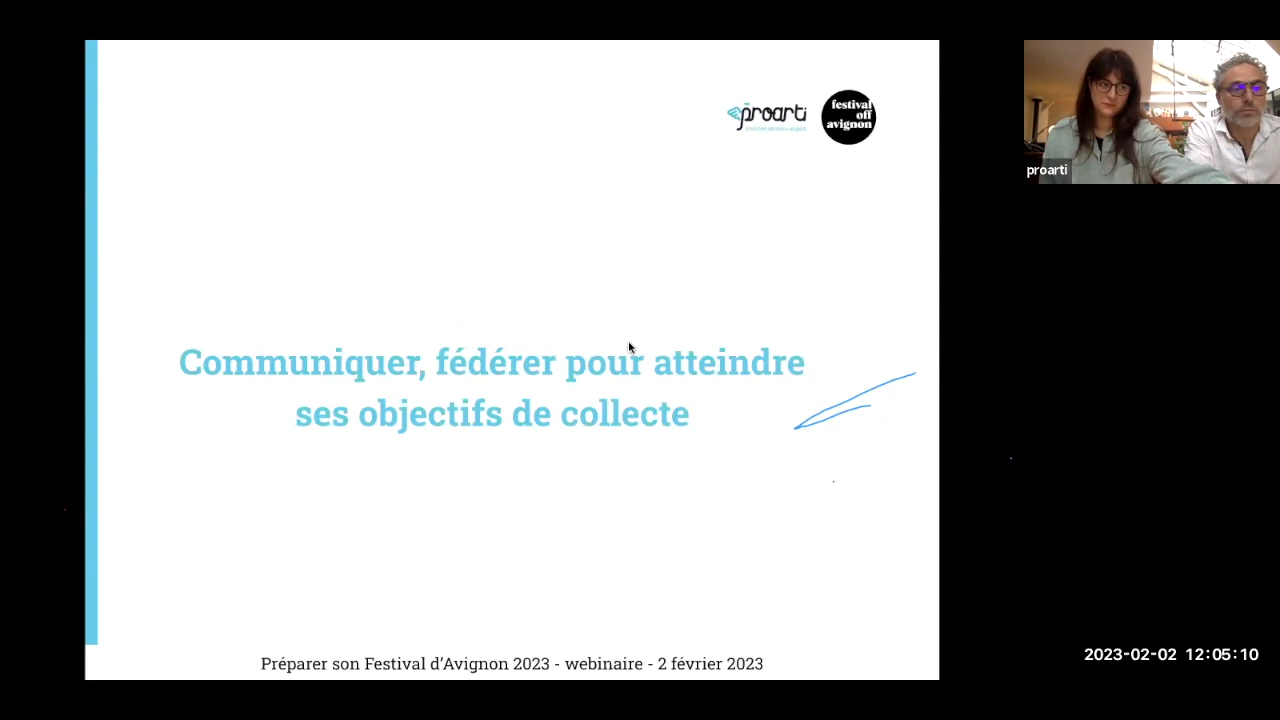 proarti
festival
off
avignon
proarti
Communiquer, fédérer pour atteindre
ses objectifs de collecte
Préparer son Festival d'Avignon 2023 - webinaire - 2 février 2023
2023-02-02 12:05:10